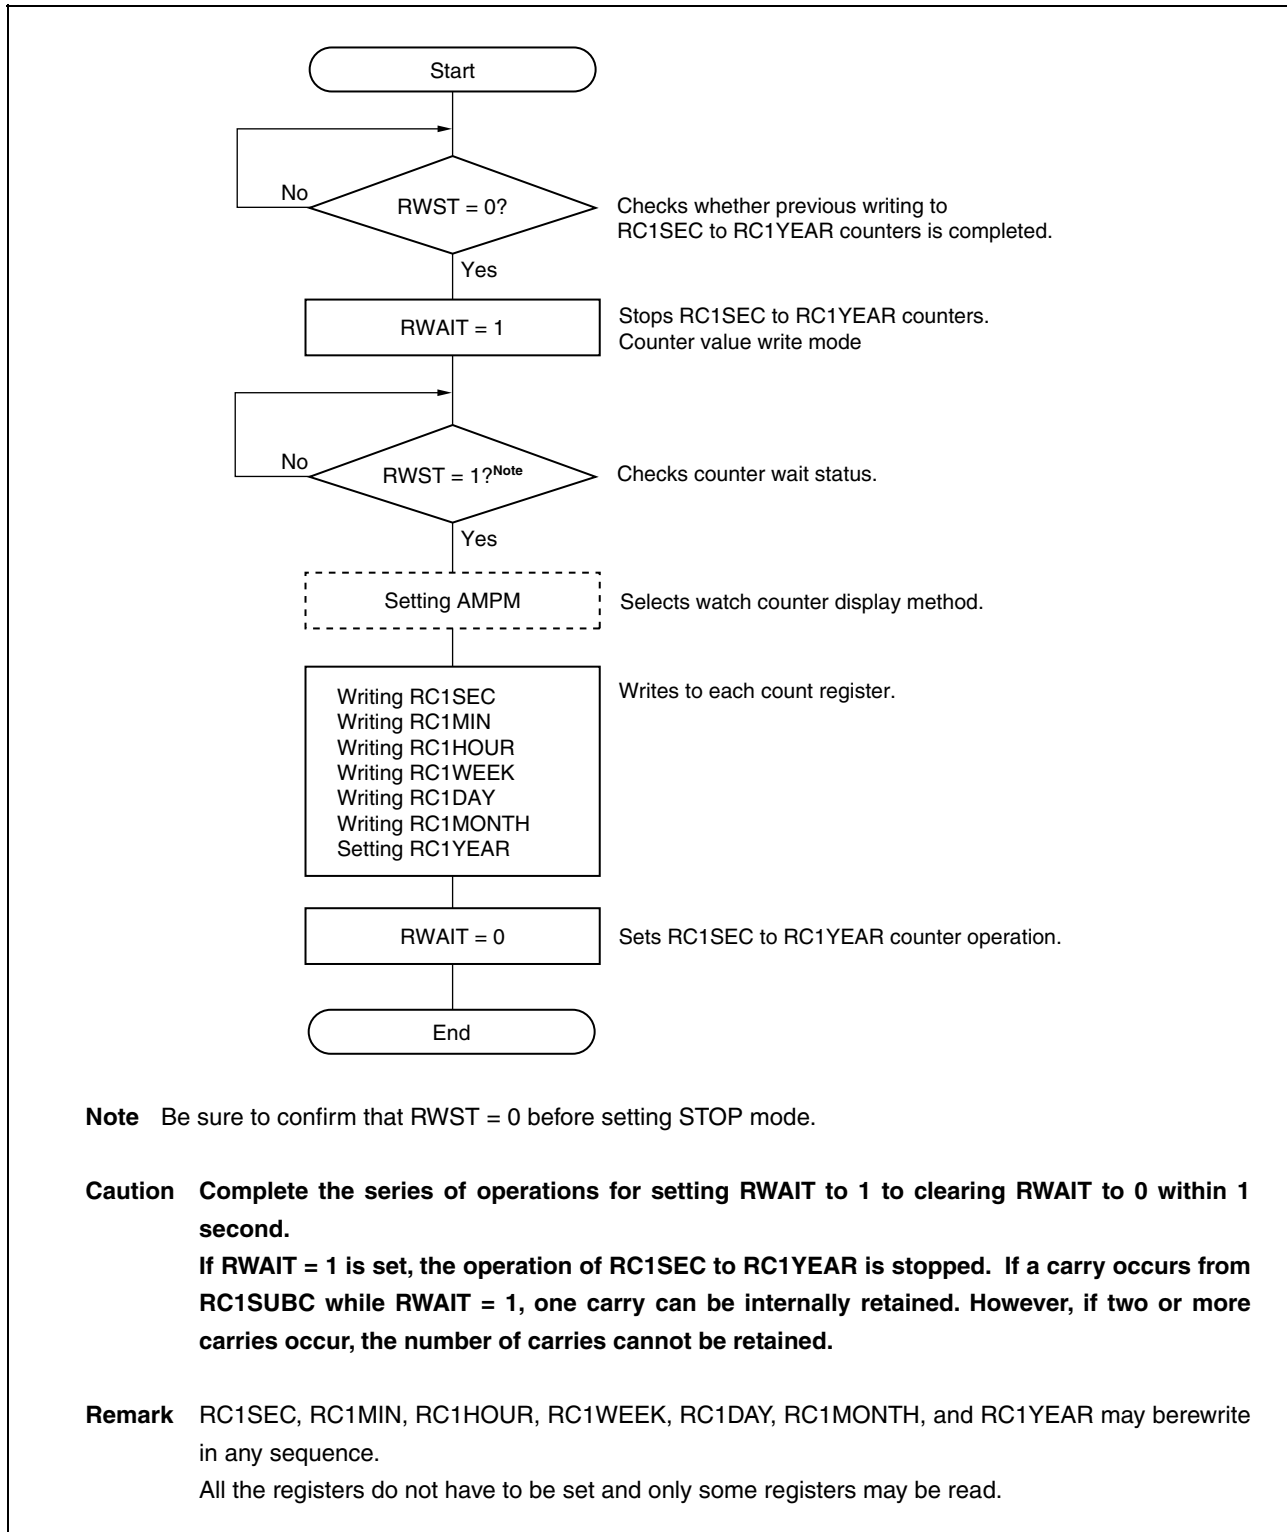 Start
No
RWST = 0?
Checks whether previous writing to
RC1SEC to RC1YEAR counters is completed.
Yes
RWAIT = 1
Stops RC1SEC to RC1YEAR counters.
Counter value write mode
No
RWST = 1?Note
Checks counter wait status.
Yes
Setting AMPM
Selects watch counter display method.
Writing RC1SEC
Writing RC1MIN
Writing RC1HOUR
Writing RC1WEEK
Writing RC1DAY
Writing RC1MONTH
Setting RC1YEAR
Writes to each count register.
RWAIT = 0
Sets RC1SEC to RC1YEAR counter operation.
End
Note Be sure to confirm that RWST = 0 before setting STOP mode.
Caution Complete the series of operations for setting RWAIT to 1 to clearing RWAIT to 0 within 1
second.
If RWAIT = 1 is set, the operation of RC1SEC to RC1YEAR is stopped. If a carry occurs from
RC1SUBC while RWAIT = 1, one carry can be internally retained. However, if two or more
carries occur, the number of carries cannot be retained.
Remark RC1SEC, RC1MIN, RC1HOUR, RC1WEEK, RC1DAY, RC1MONTH, and RC1YEAR may berewrite
in any sequence.
All the registers do not have to be set and only some registers may be read.